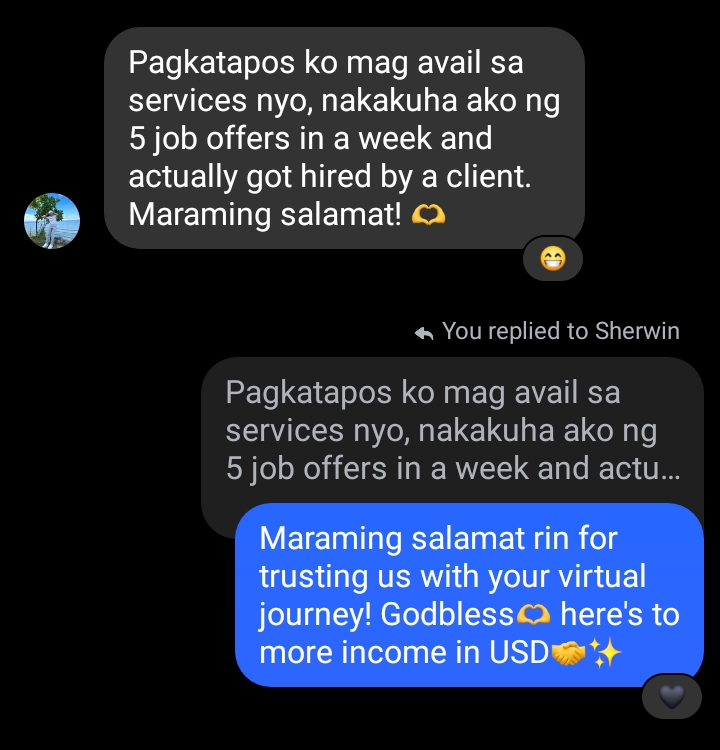 Pagkatapos ko mag avail sa
services nyo, nakakuha ako ng
5 job offers in a week and
actually got hired by a client.
Maraming salamat! 🫶
😁
You replied to Sherwin
Pagkatapos ko mag avail sa
services nyo, nakakuha ako ng
5 job offers in a week and actu...
Maraming salamat rin for
trusting us with your virtual
journey! Godbless🫶 here's to
more income in USD🤝✨
🖤